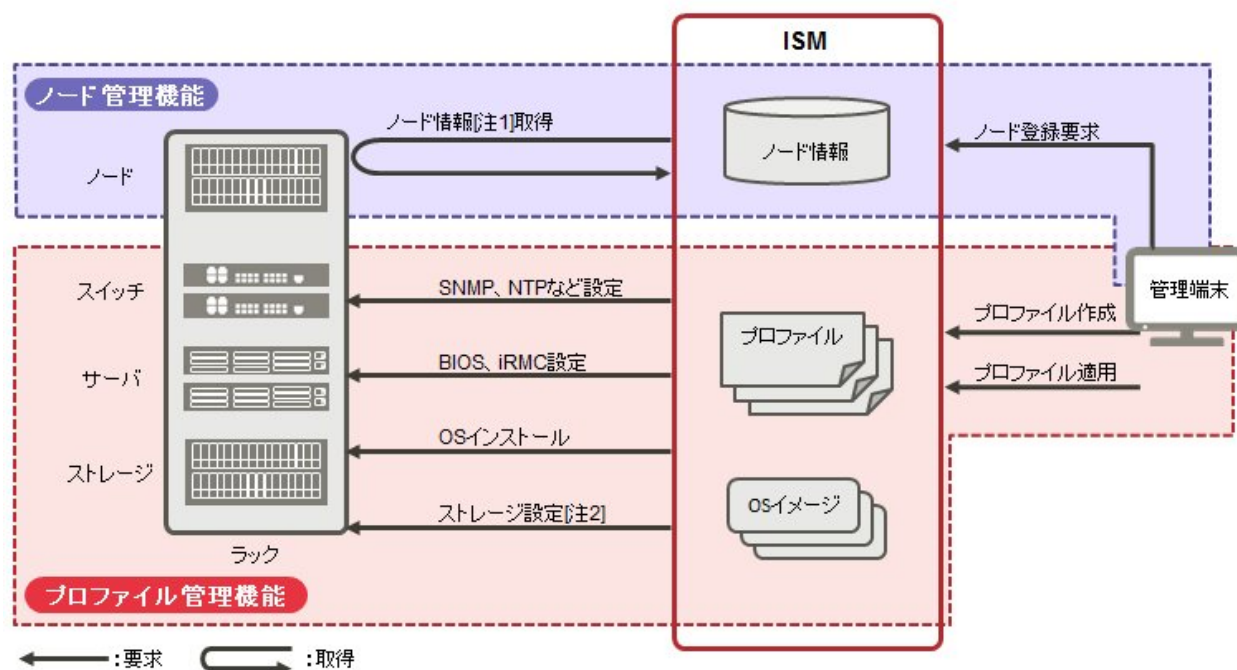 ISM
ノード管理機能
ノード情報[注1]取得
ノード登録要求
ノード情報
ノード
スイッチ
SNMP、NTPなど設定
管理端末
プロファイル作成
プロファイル
サーバ
BIOS、iRMC設定
プロファイル適用
OSインストール
ストレージ
OSイメージ
ストレージ設定[注2]
ラック
プロファイル管理機能
:要求
:取得